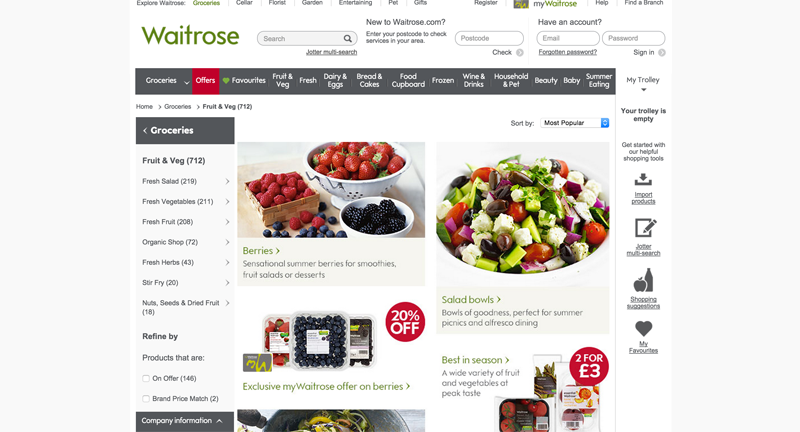 Explore Waitrose: Groceries Cellar Florist Garden Entertaining Pet Gifts Register myWaitrose Help Find a Branch
Waitrose
Search
Jotter multi-search
New to Waitrose.com?
Enter your postcode to check
services in your area.
Postcode
Check
Have an account?
Email Password
Forgotten password? Sign in
Groceries Offers Favourites Fruit & Veg Fresh Dairy & Eggs Bread & Cakes Food Cupboard Frozen Wine & Drinks Household & Pet Beauty Baby Summer Eating
My Trolley
Home > Groceries > Fruit & Veg (712)
Your trolley is
empty
Get started with
our helpful
shopping tools
Import
products
Jotter
multi-search
Shopping
suggestions
My
Favourites
Groceries
Fruit & Veg (712)
Fresh Salad (219)
Fresh Vegetables (211)
Fresh Fruit (208)
Organic Shop (72)
Fresh Herbs (43)
Stir Fry (20)
Nuts, Seeds & Dried Fruit
(18)
Refine by
Products that are:
On Offer (146)
Brand Price Match (2)
Company information
Sort by: Most Popular
Berries >
Sensational summer berries for smoothies,
fruit salads or desserts
Salad bowls >
Bowls of goodness, perfect for summer
picnics and alfresco dining
20%
OFF
Exclusive myWaitrose offer on berries >
Best in season >
A wide variety of fruit
and vegetables at
peak taste
2 FOR
£3